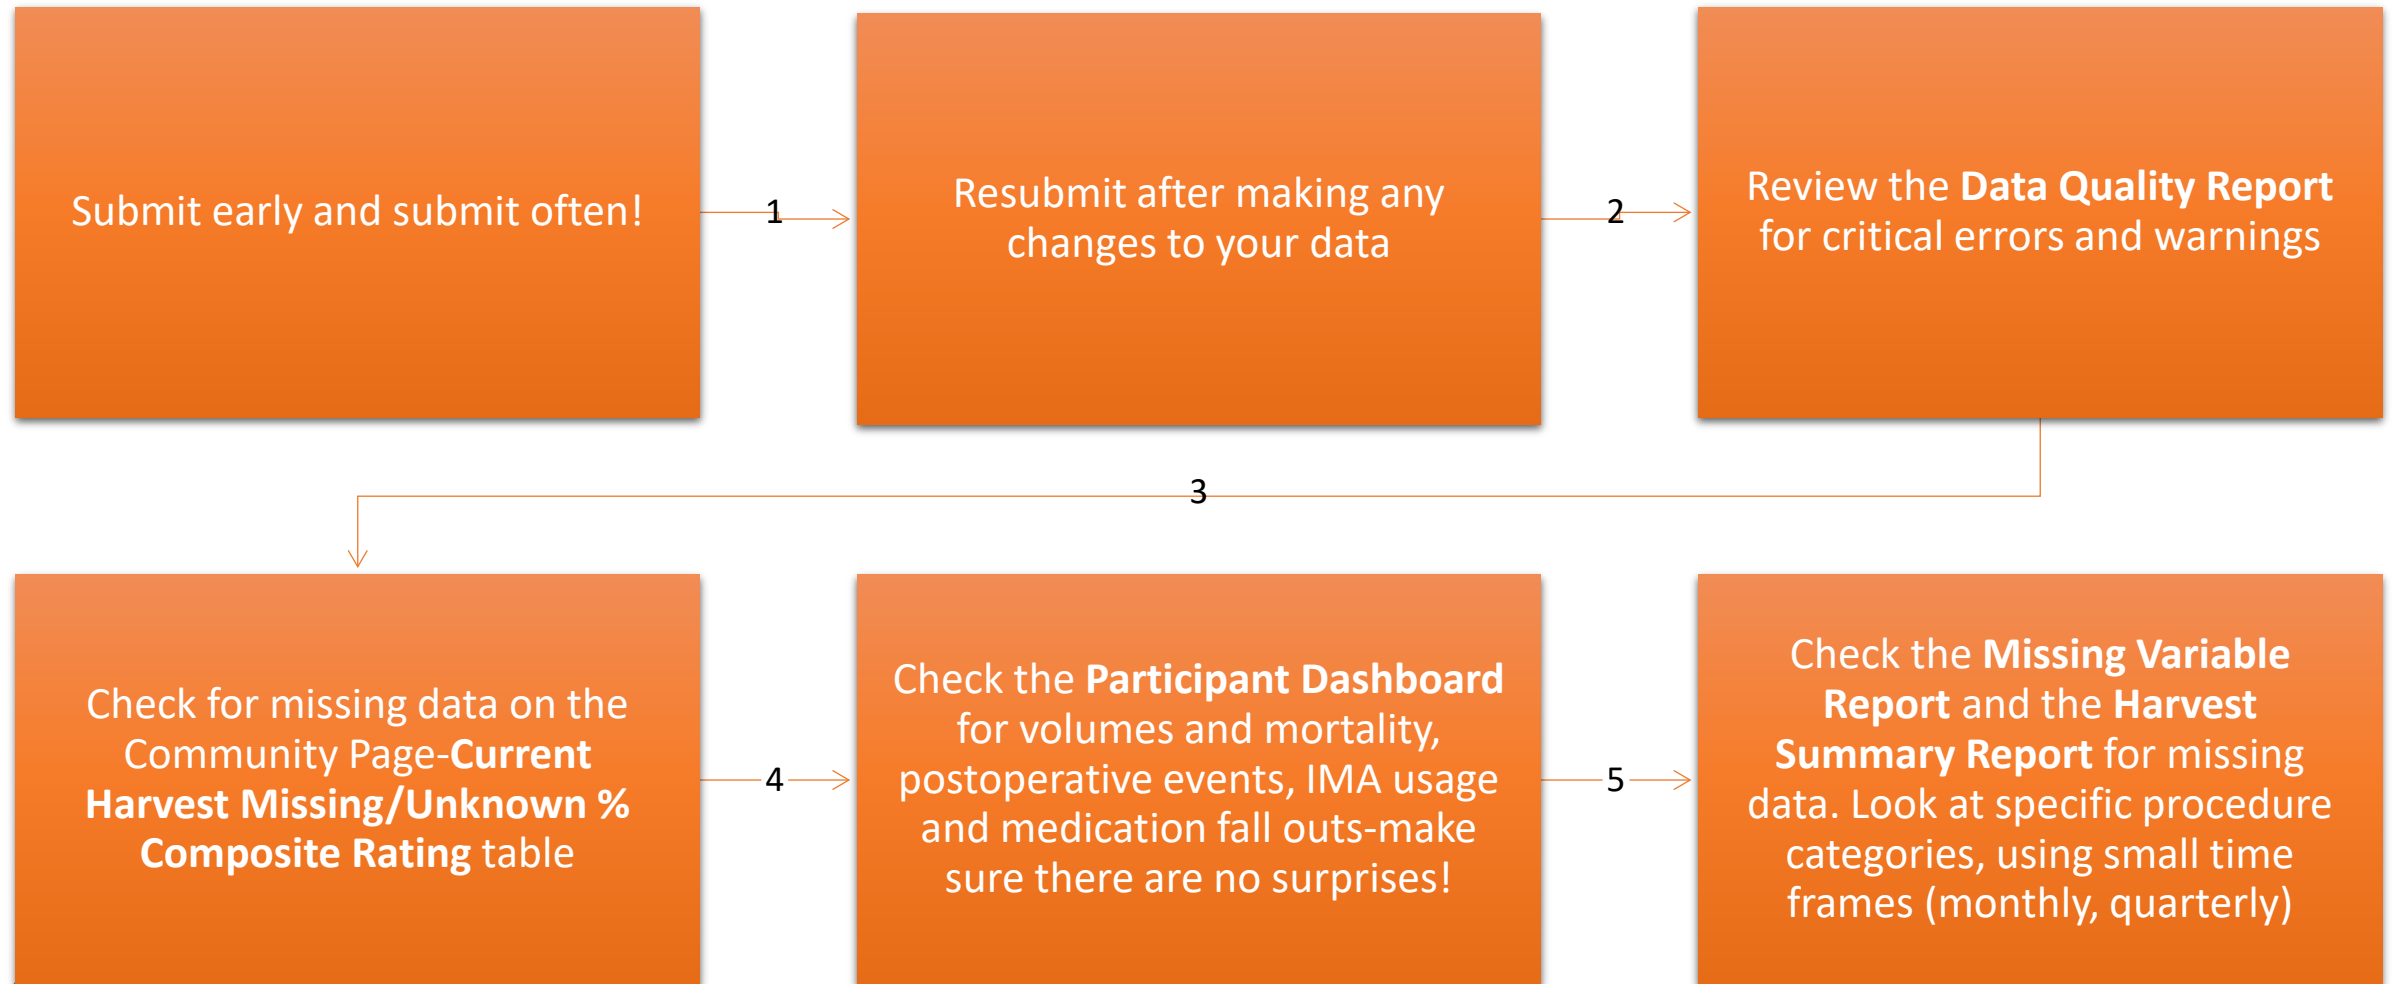 Submit early and submit often!
1
Resubmit after making any
changes to your data
2
Review the Data Quality Report
for critical errors and warnings
3
Check for missing data on the
Community Page-Current
Harvest Missing/Unknown %
Composite Rating table
4
Check the Participant Dashboard
for volumes and mortality,
postoperative events, IMA usage
and medication fall outs-make
sure there are no surprises!
5
Check the Missing Variable
Report and the Harvest
Summary Report for missing
data. Look at specific procedure
categories, using small time
frames (monthly, quarterly)